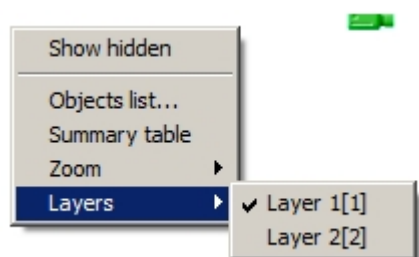 Show hidden
Objects list...
Summary table
Zoom
Layers
Layer 1[1]
Layer 2[2]